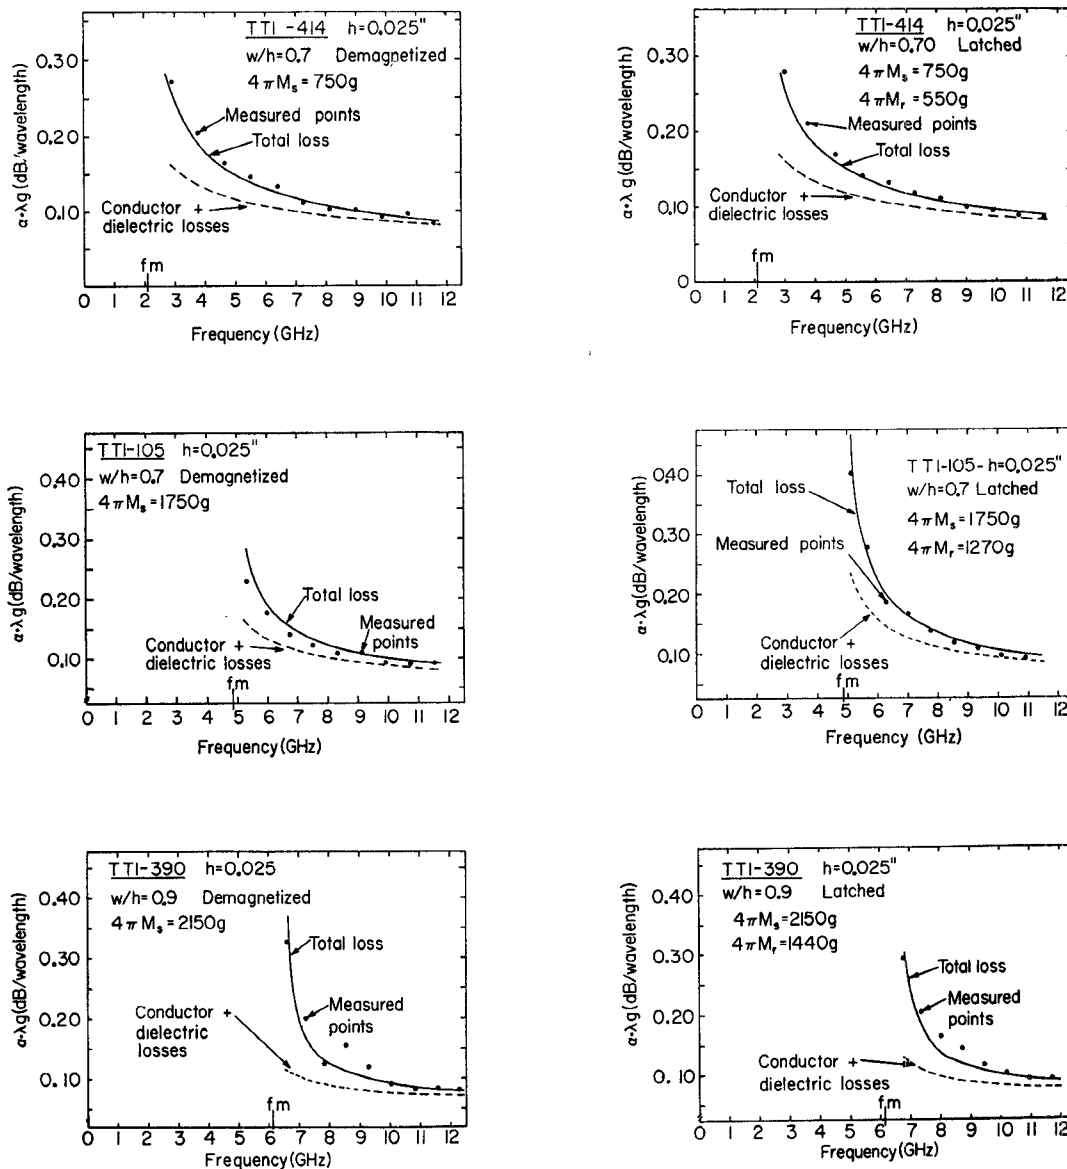 TT1-414 h=0.025"
w/h=0.7 Demagnetized
4πMs=750g
Measured points
Total loss
Conductor +
dielectric losses
α·λg(dB/wavelength)
0.30
0.20
0.10
fm
0 1 2 3 4 5 6 7 8 9 10 11 12
Frequency(GHz)
TT1-414 h=0.025"
w/h=0.70 Latched
4πMs=750g
4πMr=550g
Measured points
Total loss
Conductor +
dielectric losses
α·λg(dB/wavelength)
0.30
0.20
0.10
0
fm
0 1 2 3 4 5 6 7 8 9 10 11 12
Frequency(GHz)
TT1-105 h=0.025"
w/h=0.7 Demagnetized
4πMs=1750g
Total loss
Measured
points
Conductor +
dielectric losses
α·λg(dB/wavelength)
0.40
0.30
0.20
0.10
fm
0 1 2 3 4 5 6 7 8 9 10 11 12
Frequency(GHz)
TT1-105-h=0.025"
w/h=0.7 Latched
4πMs=1750g
4πMr=1270g
Total loss
Measured points
Conductor +
dielectric losses
α·λg(dB/wavelength)
0.40
0.30
0.20
0.10
fm
0 1 2 3 4 5 6 7 8 9 10 11 12
Frequency(GHz)
TT1-390 h=0.025
w/h=0.9 Demagnetized
4πMs=2150g
Total loss
Measured
points
Conductor +
dielectric
losses
α·λg(dB/wavelength)
0.40
0.30
0.20
0.10
fm
0 1 2 3 4 5 6 7 8 9 10 11 12
Frequency(GHz)
TT1-390 h=0.025"
w/h=0.9 Latched
4πMs=2150g
4πMr=1440g
Total loss
Measured
points
Conductor +
dielectric losses
α·λg(dB/wavelength)
0.40
0.30
0.20
0.10
fm
0 1 2 3 4 5 6 7 8 9 10 11 12
Frequency(GHz)